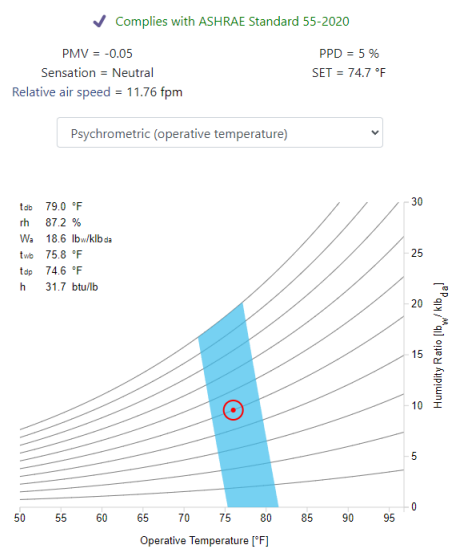 ✔ Complies with ASHRAE Standard 55-2020
PMV = -0.05
PPD = 5 %
Sensation = Neutral
SET = 74.7 °F
Relative air speed = 11.76 fpm
Psychrometric (operative temperature)
t db 79.0 °F
rh 87.2 %
Wa 18.6 lbw/klbda
t wb 75.8 °F
t dp 74.6 °F
h 31.7 btu/lb
30
25
20
15
10
5
0
Humidity Ratio [lbw / klbda]
50 55 60 65 70 75 80 85 90 95
Operative Temperature [°F]